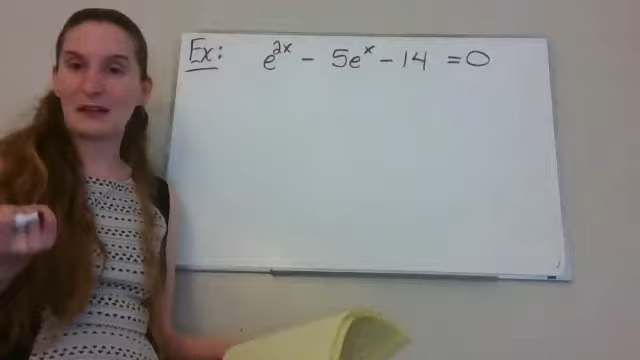 Ex: e^{2x} - 5e^x - 14 = 0